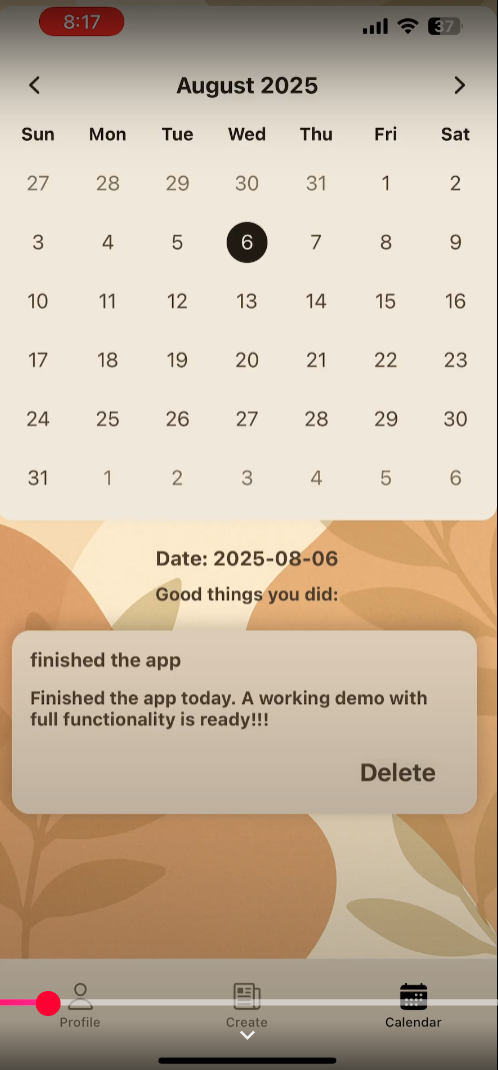 8:17
37
August 2025
Sun Mon Tue Wed Thu Fri Sat
27 28 29 30 31 1 2
3 4 5 6 7 8 9
10 11 12 13 14 15 16
17 18 19 20 21 22 23
24 25 26 27 28 29 30
31 1 2 3 4 5 6
Date: 2025-08-06
Good things you did:
finished the app
Finished the app today. A working demo with
full functionality is ready!!!
Delete
Profile Create Calendar